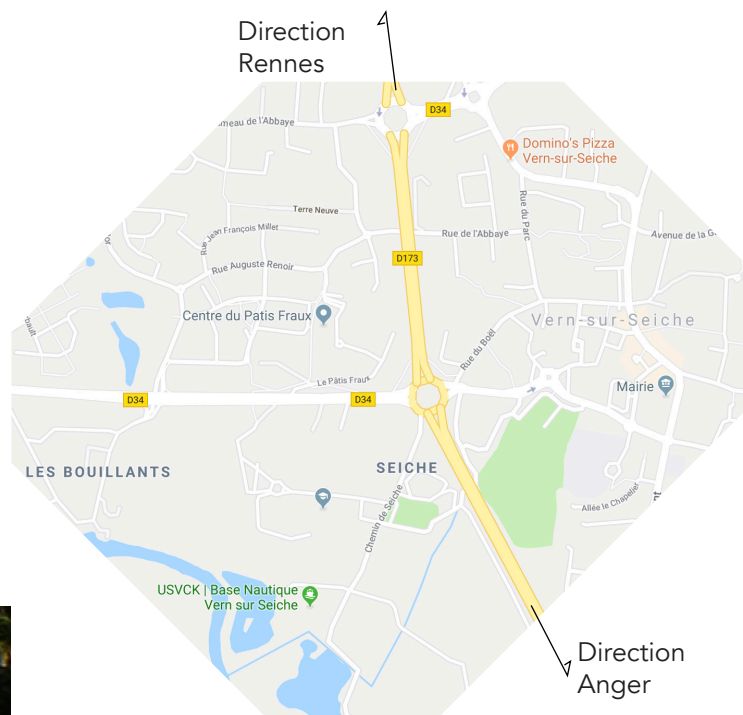 Direction
Rennes
D34
meau de l'Abbaye
Domino's Pizza
Vern-sur-Seiche
Terre Neuve
Rue du Parc
Rue Jean François Millet
Rue de l'Abbaye
Avenue de la G
D173
Rue Auguste Renoir
Centre du Patis Fraux
Vern-sur-Seiche
Rue du Boël
Le Pâtis Fraux
Mairie
D34
D34
LES BOUILLANTS
SEICHE
Allée le Chapelier
Chemin de Seiche
USVCK | Base Nautique
Vern sur Seiche
Direction
Anger